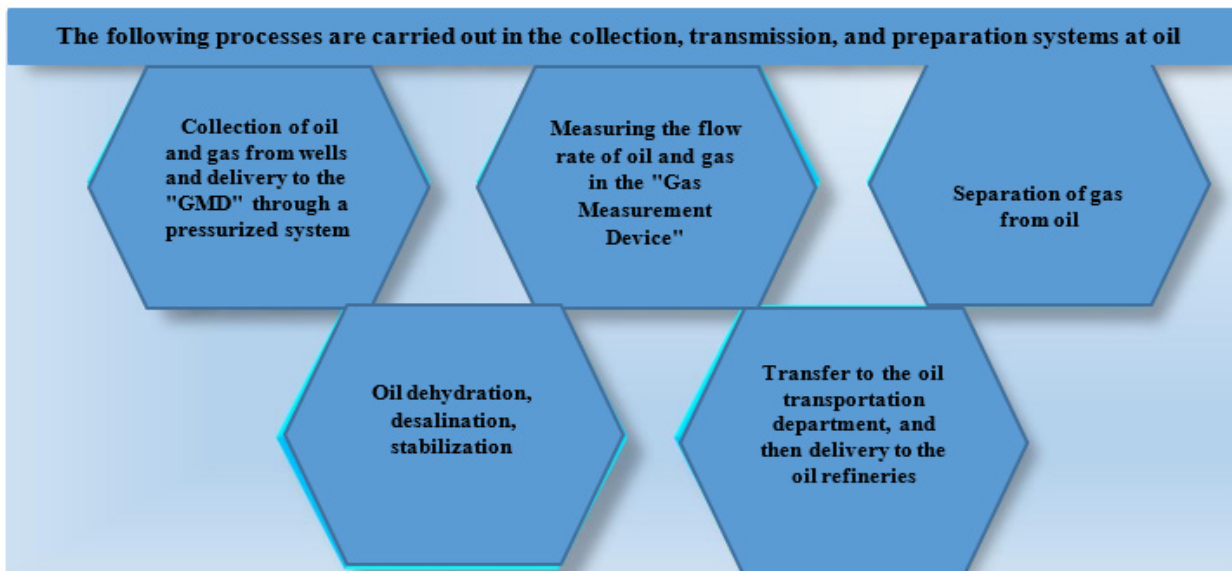 The following processes are carried out in the collection, transmission, and preparation systems at oil
Collection of oil
and gas from wells
and delivery to the
"GMD" through a
pressurized system
Measuring the flow
rate of oil and gas
in the "Gas
Measurement
Device"
Separation of gas
from oil
Oil dehydration,
desalination,
stabilization
Transfer to the oil
transportation
department, and
then delivery to the
oil refineries